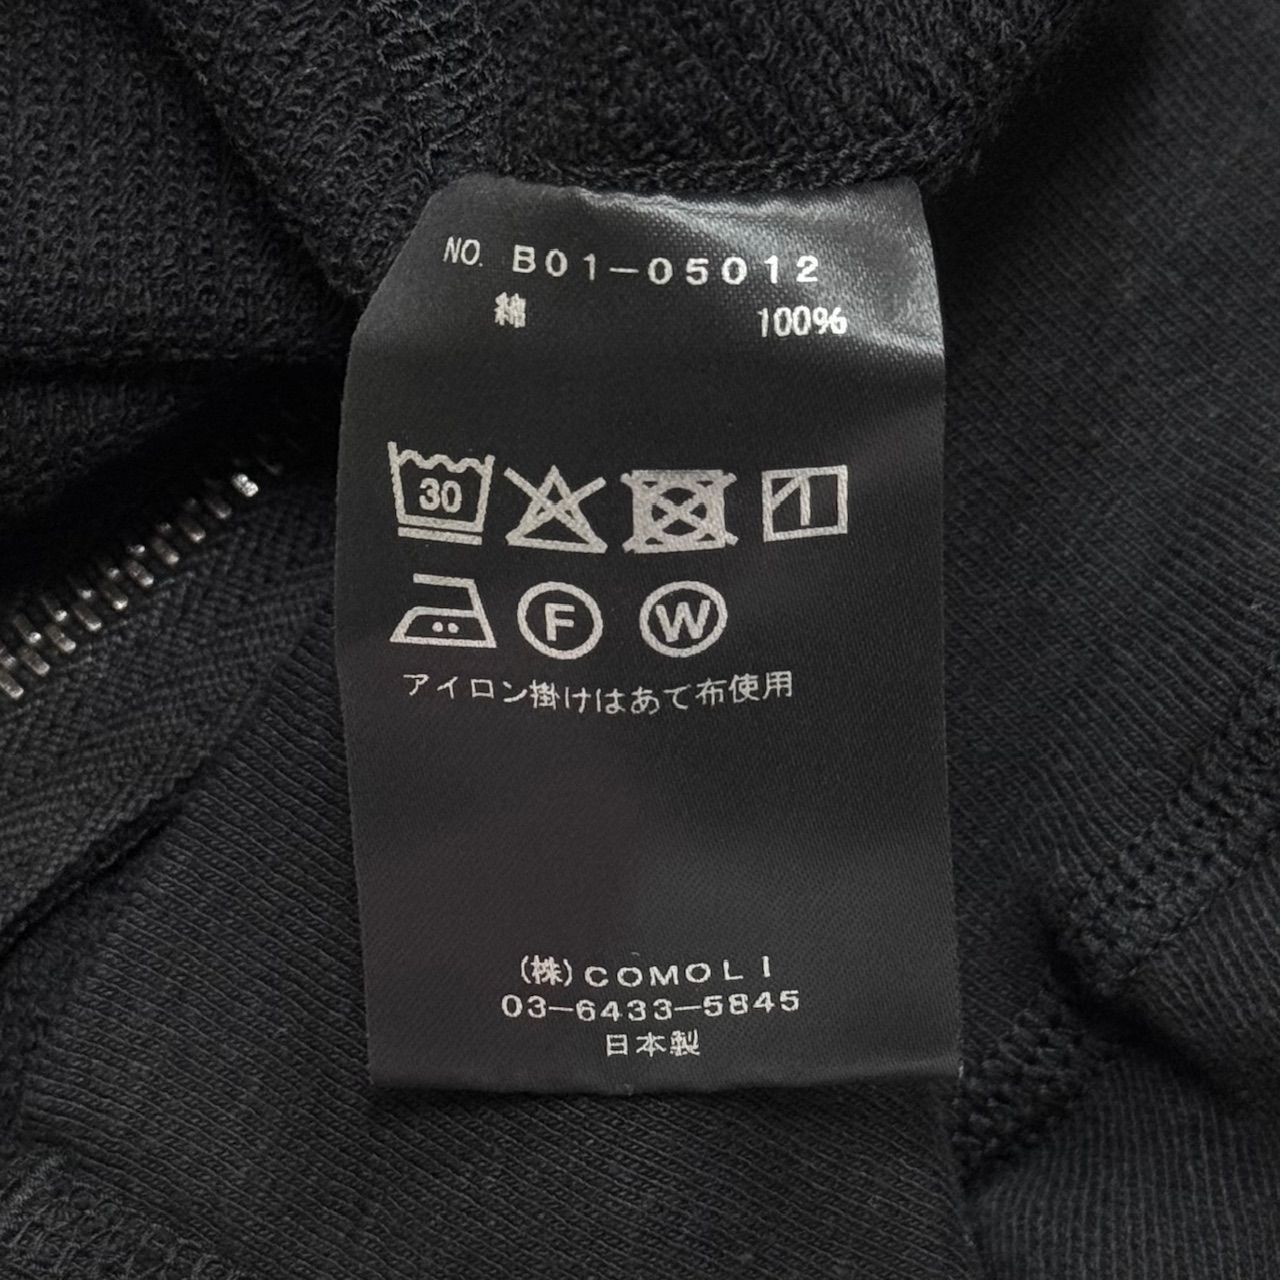 NO. B01-05012
綿 100%
30
F W
アイロン掛けはあて布使用
(株)COMOLI
03-6433-5845
日本製